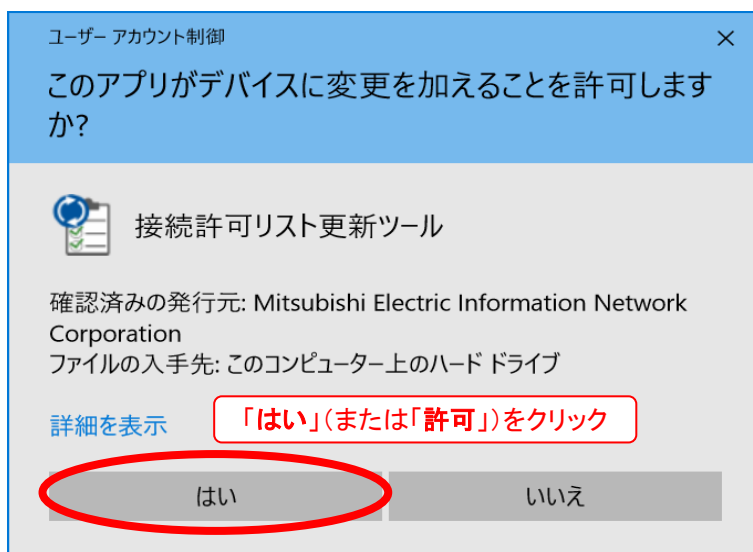 ユーザー アカウント制御
このアプリがデバイスに変更を加えることを許可します
か?
接続許可リスト更新ツール
確認済みの発行元: Mitsubishi Electric Information Network
Corporation
ファイルの入手先: このコンピューター上のハード ドライブ
詳細を表示
「はい」(または「許可」)をクリック
はい
いいえ